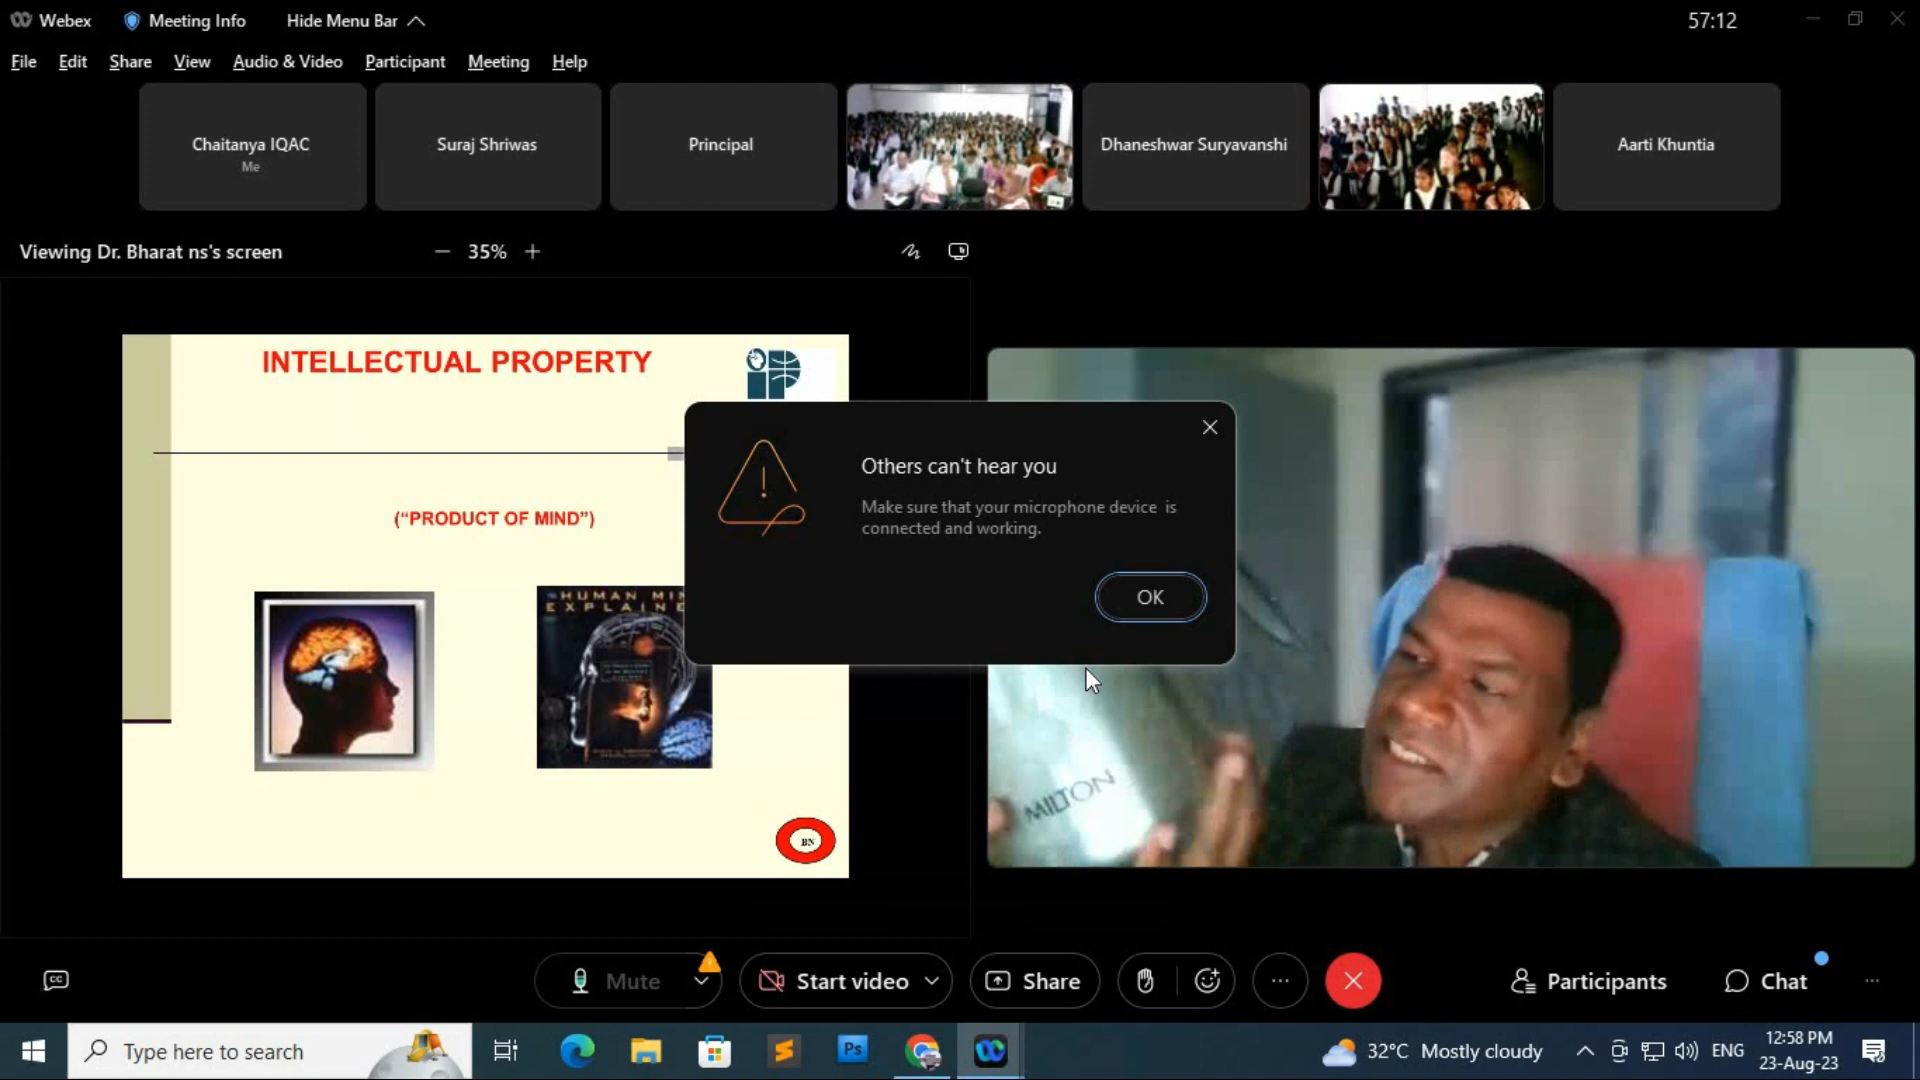 Webex
Meeting Info
Hide Menu Bar
57:12
File Edit Share View Audio & Video Participant Meeting Help
Chaitanya IQAC
Me
Suraj Shriwas
Principal
Dhaneshwar Suryavanshi
Aarti Khuntia
Viewing Dr. Bharat ns's screen
35%
INTELLECTUAL PROPERTY
("PRODUCT OF MIND")
HUMAN MIN
EXPLAINE
BN
Others can't hear you
Make sure that your microphone device is
connected and working.
OK
MILTON
CC
Mute
Start video
Share
Participants
Chat
Type here to search
Ps
32°C Mostly cloudy
ENG
12:58 PM
23-Aug-23